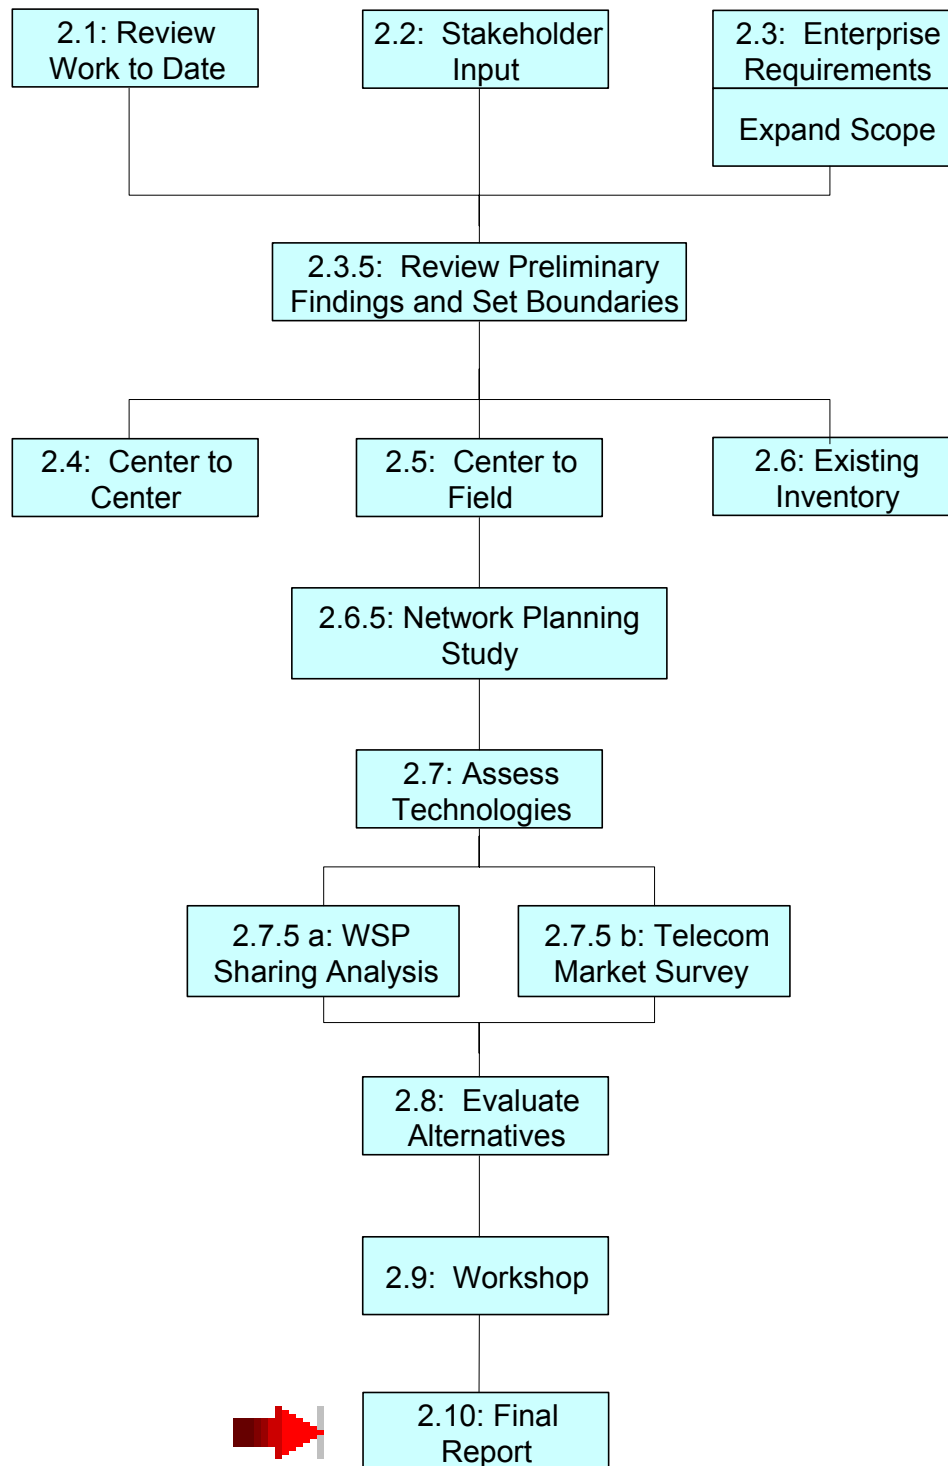 2.1: Review
Work to Date
2.2:  Stakeholder
Input
2.3:  Enterprise
Requirements
Expand Scope
2.3.5:  Review Preliminary
Findings and Set Boundaries
2.4:  Center to
Center
2.5:  Center to
Field
2.6: Existing
Inventory
2.6.5: Network Planning
Study
2.7: Assess
Technologies
2.7.5 a: WSP
Sharing Analysis
2.7.5 b: Telecom
Market Survey
2.8:  Evaluate
Alternatives
2.9:  Workshop
2.10: Final
Report